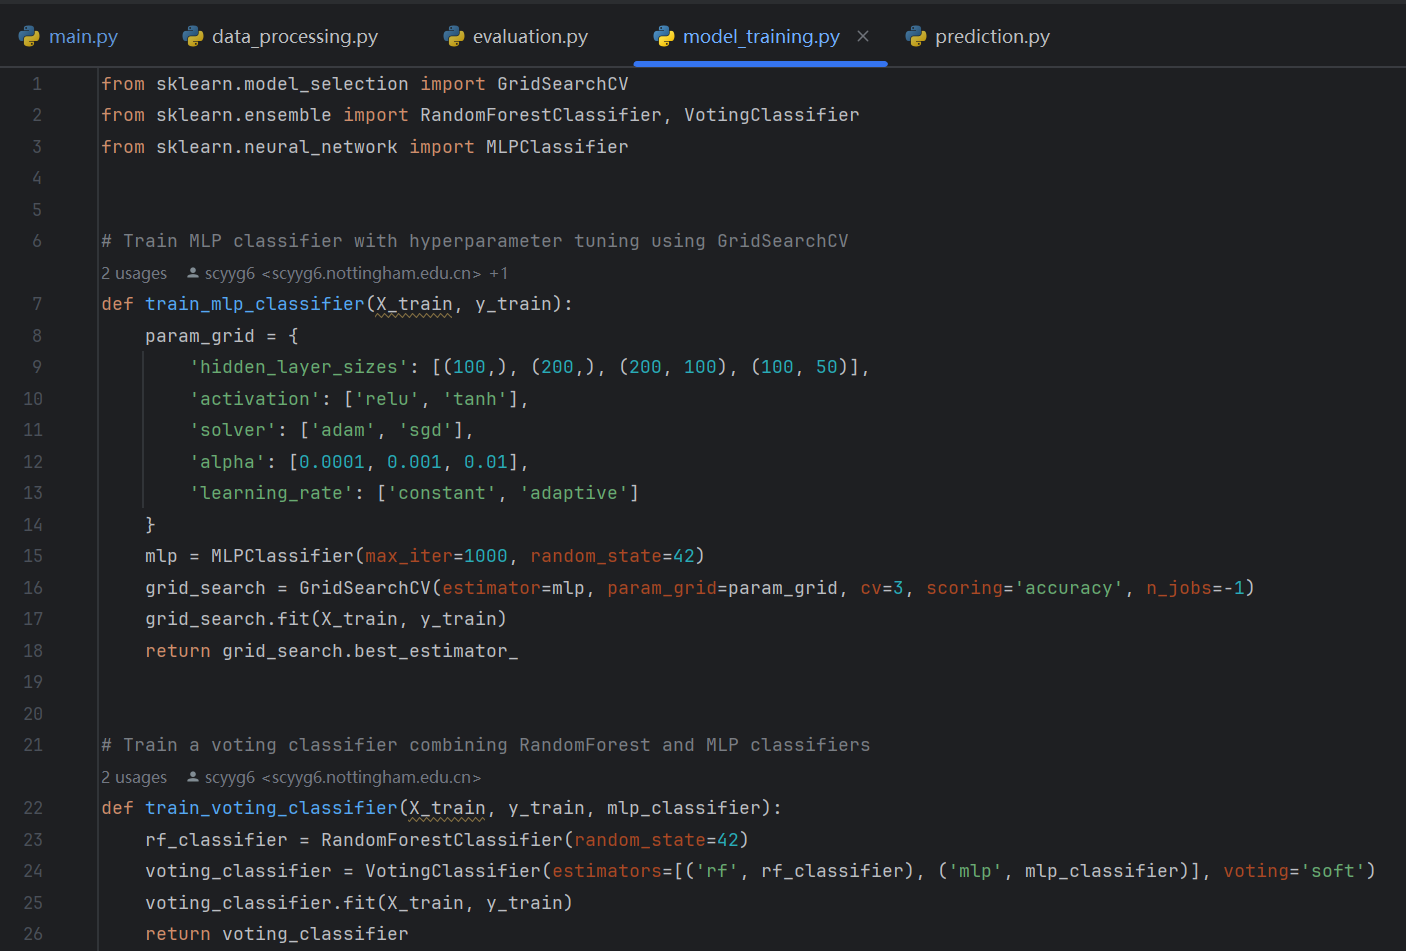 main.py data_processing.py evaluation.py model_training.py × prediction.py
1 from sklearn.model_selection import GridSearchCV
2 from sklearn.ensemble import RandomForestClassifier, VotingClassifier
3 from sklearn.neural_network import MLPClassifier
4
5
6 # Train MLP classifier with hyperparameter tuning using GridSearchCV
2 usages scyyg6 <scyyg6.nottingham.edu.cn> +1
7 def train_mlp_classifier(X_train, y_train):
8     param_grid = {
9         'hidden_layer_sizes': [(100,), (200,), (200, 100), (100, 50)],
10         'activation': ['relu', 'tanh'],
11         'solver': ['adam', 'sgd'],
12         'alpha': [0.0001, 0.001, 0.01],
13         'learning_rate': ['constant', 'adaptive']
14     }
15     mlp = MLPClassifier(max_iter=1000, random_state=42)
16     grid_search = GridSearchCV(estimator=mlp, param_grid=param_grid, cv=3, scoring='accuracy', n_jobs=-1)
17     grid_search.fit(X_train, y_train)
18     return grid_search.best_estimator_
19
20
21 # Train a voting classifier combining RandomForest and MLP classifiers
2 usages scyyg6 <scyyg6.nottingham.edu.cn>
22 def train_voting_classifier(X_train, y_train, mlp_classifier):
23     rf_classifier = RandomForestClassifier(random_state=42)
24     voting_classifier = VotingClassifier(estimators=[('rf', rf_classifier), ('mlp', mlp_classifier)], voting='soft')
25     voting_classifier.fit(X_train, y_train)
26     return voting_classifier